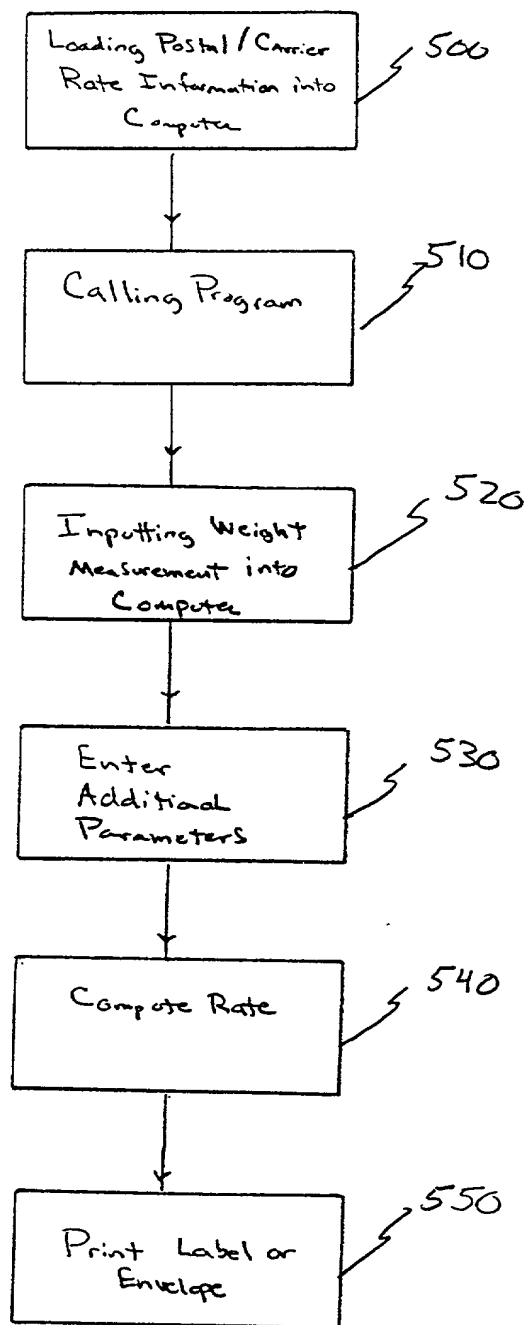 Loading Postal/Carrier
Rate Information into
Computer
500
Calling Program
510
Inputting Weight
Measurement into
Computer
520
Enter
Additional
Parameters
530
Compute Rate
540
Print Label or
Envelope
550